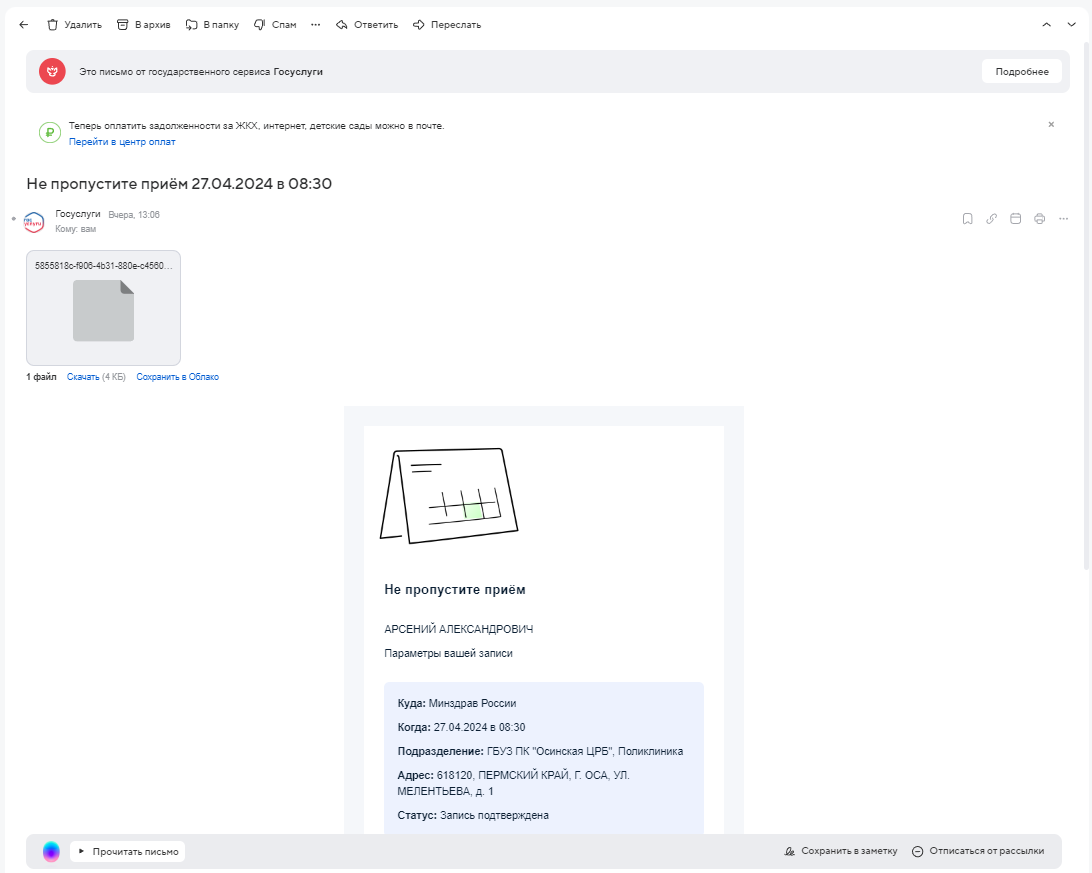 Удалить В архив В папку Спам ··· Ответить Переслать
Это письмо от государственного сервиса Госуслуги
Подробнее
Теперь оплатить задолженности за ЖКХ, интернет, детские сады можно в почте.
Перейти в центр оплат
Не пропустите приём 27.04.2024 в 08:30
Госуслуги Вчера, 13:06
Кому: вам
5855818c-f906-4b31-880e-c4560...
1 файл Скачать (4 КБ) Сохранить в Облако
Не пропустите приём
АРСЕНИЙ АЛЕКСАНДРОВИЧ
Параметры вашей записи
Куда: Минздрав России
Когда: 27.04.2024 в 08:30
Подразделение: ГБУЗ ПК "Осинская ЦРБ", Поликлиника
Адрес: 618120, ПЕРМСКИЙ КРАЙ, Г. ОСА, УЛ.
МЕЛЕНТЬЕВА, д. 1
Статус: Запись подтверждена
Прочитать письмо
Сохранить в заметку
Отписаться от рассылки